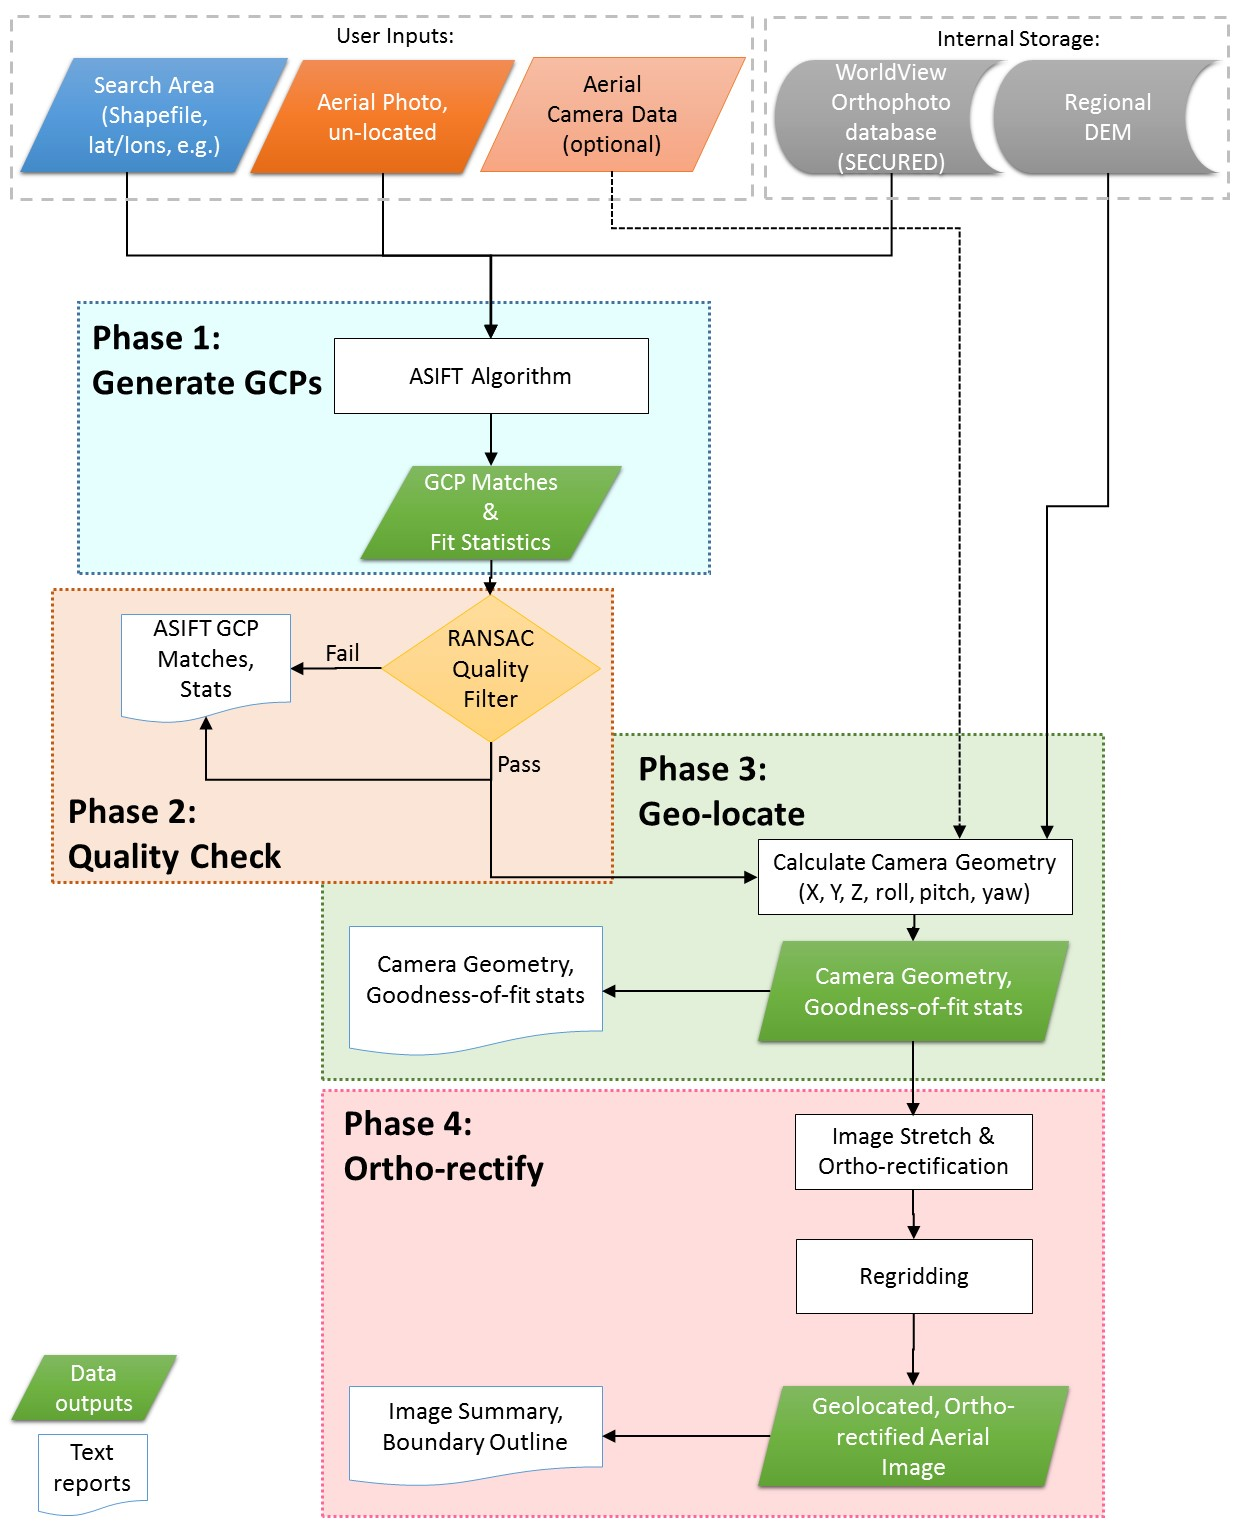 User Inputs:
Internal Storage:
Search Area
(Shapefile,
lat/lons, e.g.)
Aerial Photo,
un-located
Aerial
Camera Data
(optional)
WorldView
Orthophoto
database
(SECURED)
Regional
DEM
Phase 1:
Generate GCPs
ASIFT Algorithm
GCP Matches
&
Fit Statistics
ASIFT GCP
Matches,
Stats
Fail
RANSAC
Quality
Filter
Pass
Phase 2:
Quality Check
Phase 3:
Geo-locate
Calculate Camera Geometry
(X, Y, Z, roll, pitch, yaw)
Camera Geometry,
Goodness-of-fit stats
Camera Geometry,
Goodness-of-fit stats
Phase 4:
Ortho-rectify
Image Stretch &
Ortho-rectification
Regridding
Image Summary,
Boundary Outline
Geolocated, Ortho-
rectified Aerial
Image
Data
outputs
Text
reports